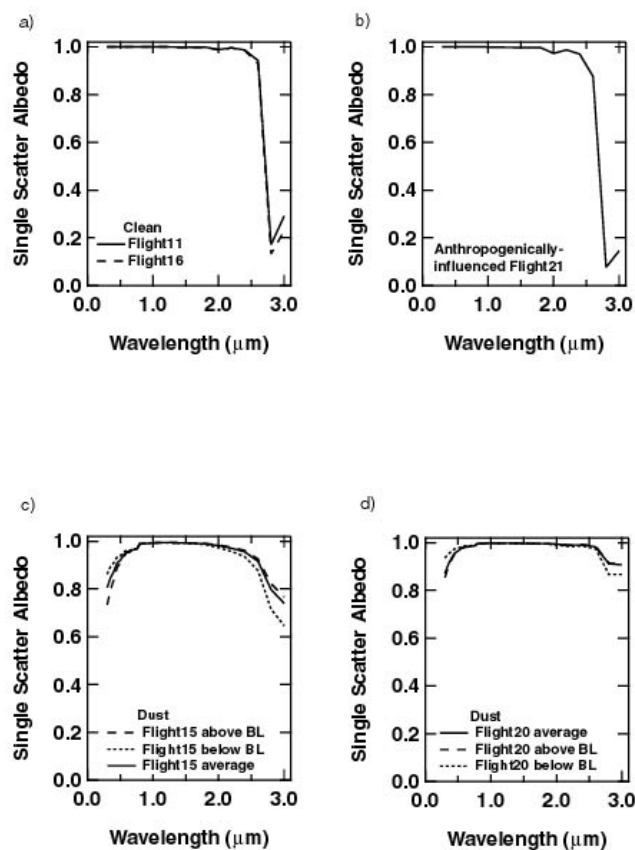 a)
1.0
0.8
0.6
0.4
0.2
0.0
Single Scatter Albedo
Clean
Flight11
Flight16
0.0 1.0 2.0 3.0
Wavelength (μm)
b)
1.0
0.8
0.6
0.4
0.2
0.0
Single Scatter Albedo
Anthropogenically-
influenced Flight21
0.0 1.0 2.0 3.0
Wavelength (μm)
c)
1.0
0.8
0.6
0.4
0.2
0.0
Single Scatter Albedo
Dust
Flight15 above BL
Flight15 below BL
Flight15 average
0.0 1.0 2.0 3.0
Wavelength (μm)
d)
1.0
0.8
0.6
0.4
0.2
0.0
Single Scatter Albedo
Dust
Flight20 average
Flight20 above BL
Flight20 below BL
0.0 1.0 2.0 3.0
Wavelength (μm)